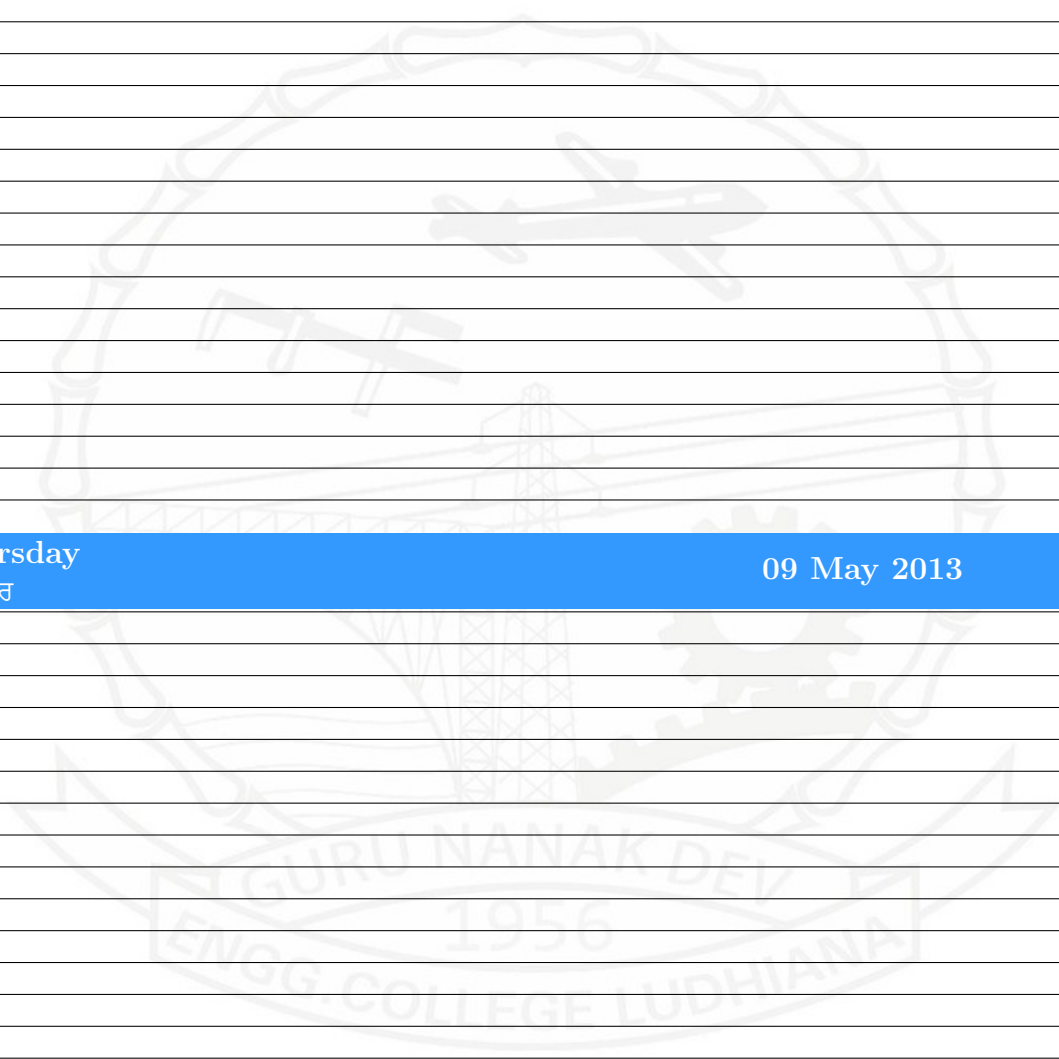 rsday
ਰ
09 May 2013
GURU NANAK DEV
1956
ENGG. COLLEGE LUDHIANA